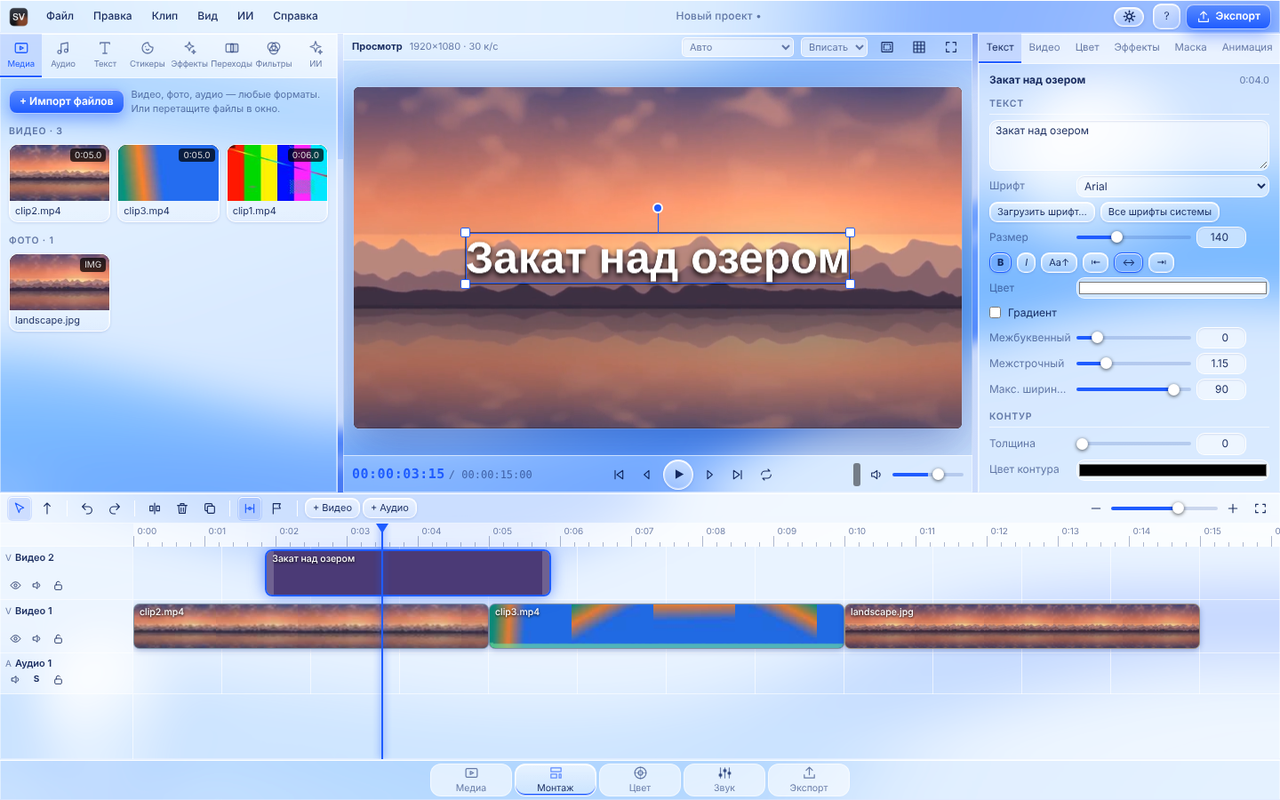 SV Файл Правка Клип Вид ИИ Справка Новый проект • ? Экспорт
Медиа Аудио Текст Стикеры Эффекты Переходы Фильтры ИИ
Просмотр 1920×1080 · 30 к/с Авто Вписать
Текст Видео Цвет Эффекты Маска Анимация
+ Импорт файлов
Видео, фото, аудио — любые форматы.
Или перетащите файлы в окно.
ВИДЕО · 3
0:05.0 0:05.0 0:06.0
clip2.mp4 clip3.mp4 clip1.mp4
ФОТО · 1
IMG
landscape.jpg
Закат над озером
00:00:03:15 / 00:00:15:00
Закат над озером 0:04.0
ТЕКСТ
Закат над озером
Шрифт Arial
Загрузить шрифт... Все шрифты системы
Размер 140
B I Aa↑ ⇤ ↔ ⇥
Цвет
Градиент
Межбуквенный 0
Межстрочный 1.15
Макс. ширин... 90
КОНТУР
Толщина 0
Цвет контура
+ Видео + Аудио
0:00 0:01 0:02 0:03 0:04 0:05 0:06 0:07 0:08 0:09 0:10 0:11 0:12 0:13 0:14 0:15
V Видео 2
Закат над озером
V Видео 1
clip2.mp4 clip3.mp4 landscape.jpg
A Аудио 1
S
Медиа Монтаж Цвет Звук Экспорт